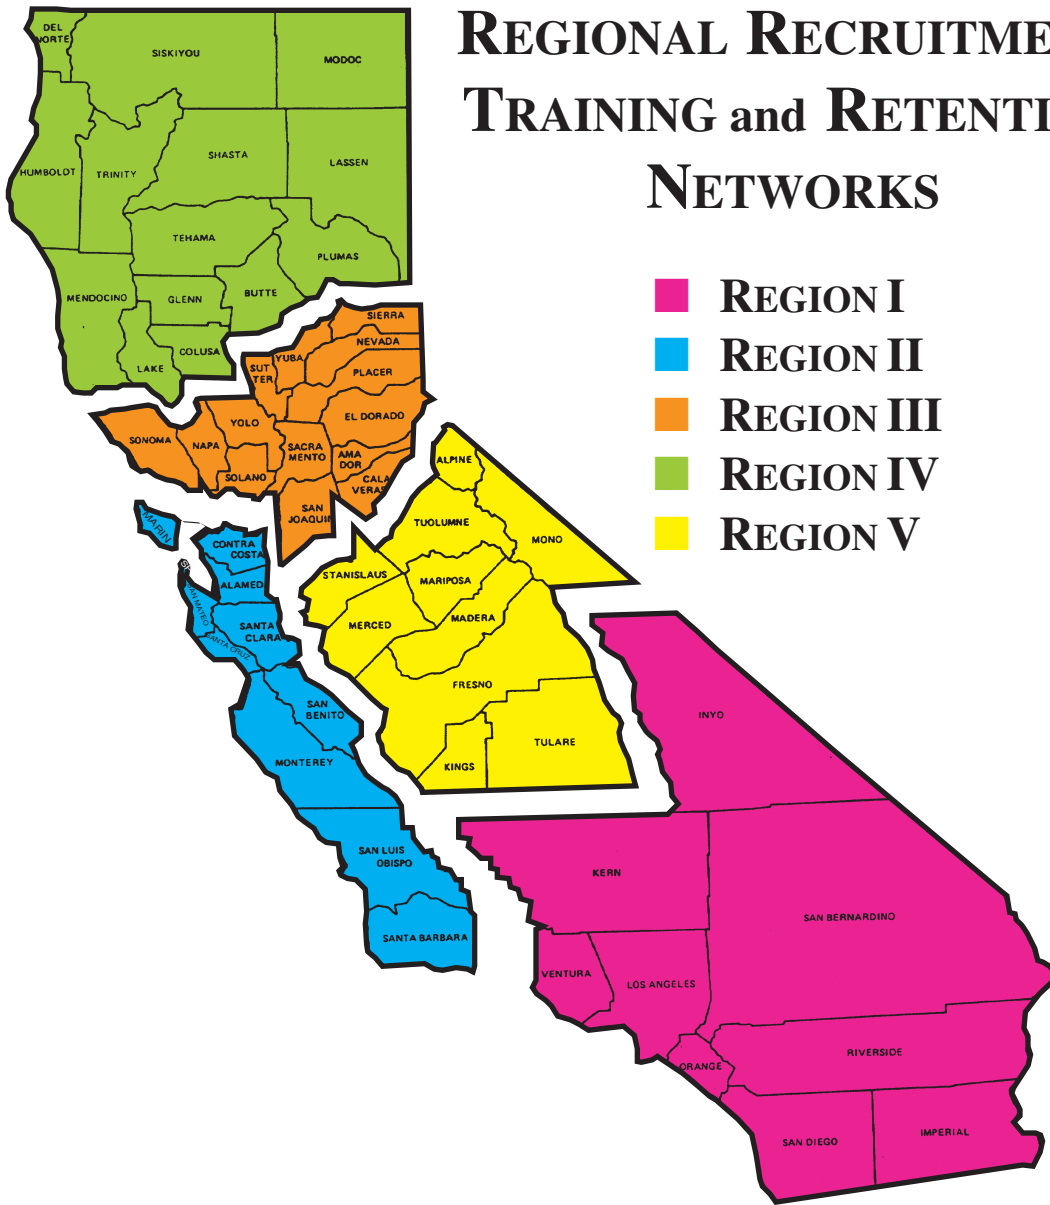 REGIONAL RECRUITME
TRAINING and RETENTI
NETWORKS
REGION I
REGION II
REGION III
REGION IV
REGION V
DEL
NORTE
SISKIYOU
MODOC
HUMBOLDT
TRINITY
SHASTA
LASSEN
TEHAMA
PLUMAS
MENDOCINO
GLENN
BUTTE
LAKE
COLUSA
SIERRA
NEVADA
YUBA
SUT
TER
PLACER
EL DORADO
SONOMA
NAPA
YOLO
SOLANO
SACRA
MENTO
AMA
DOR
CALA
VERAS
SAN
JOAQUIN
MARIN
CONTRA
COSTA
ALAMED
SAN MATEO
SANTA
CLARA
SANTA CRUZ
SAN
BENITO
MONTEREY
SAN LUIS
OBISPO
SANTA BARBARA
ALPINE
TUOLUMNE
MONO
STANISLAUS
MARIPOSA
MERCED
MADERA
FRESNO
KINGS
TULARE
INYO
KERN
SAN BERNARDINO
VENTURA
LOS ANGELES
ORANGE
RIVERSIDE
SAN DIEGO
IMPERIAL